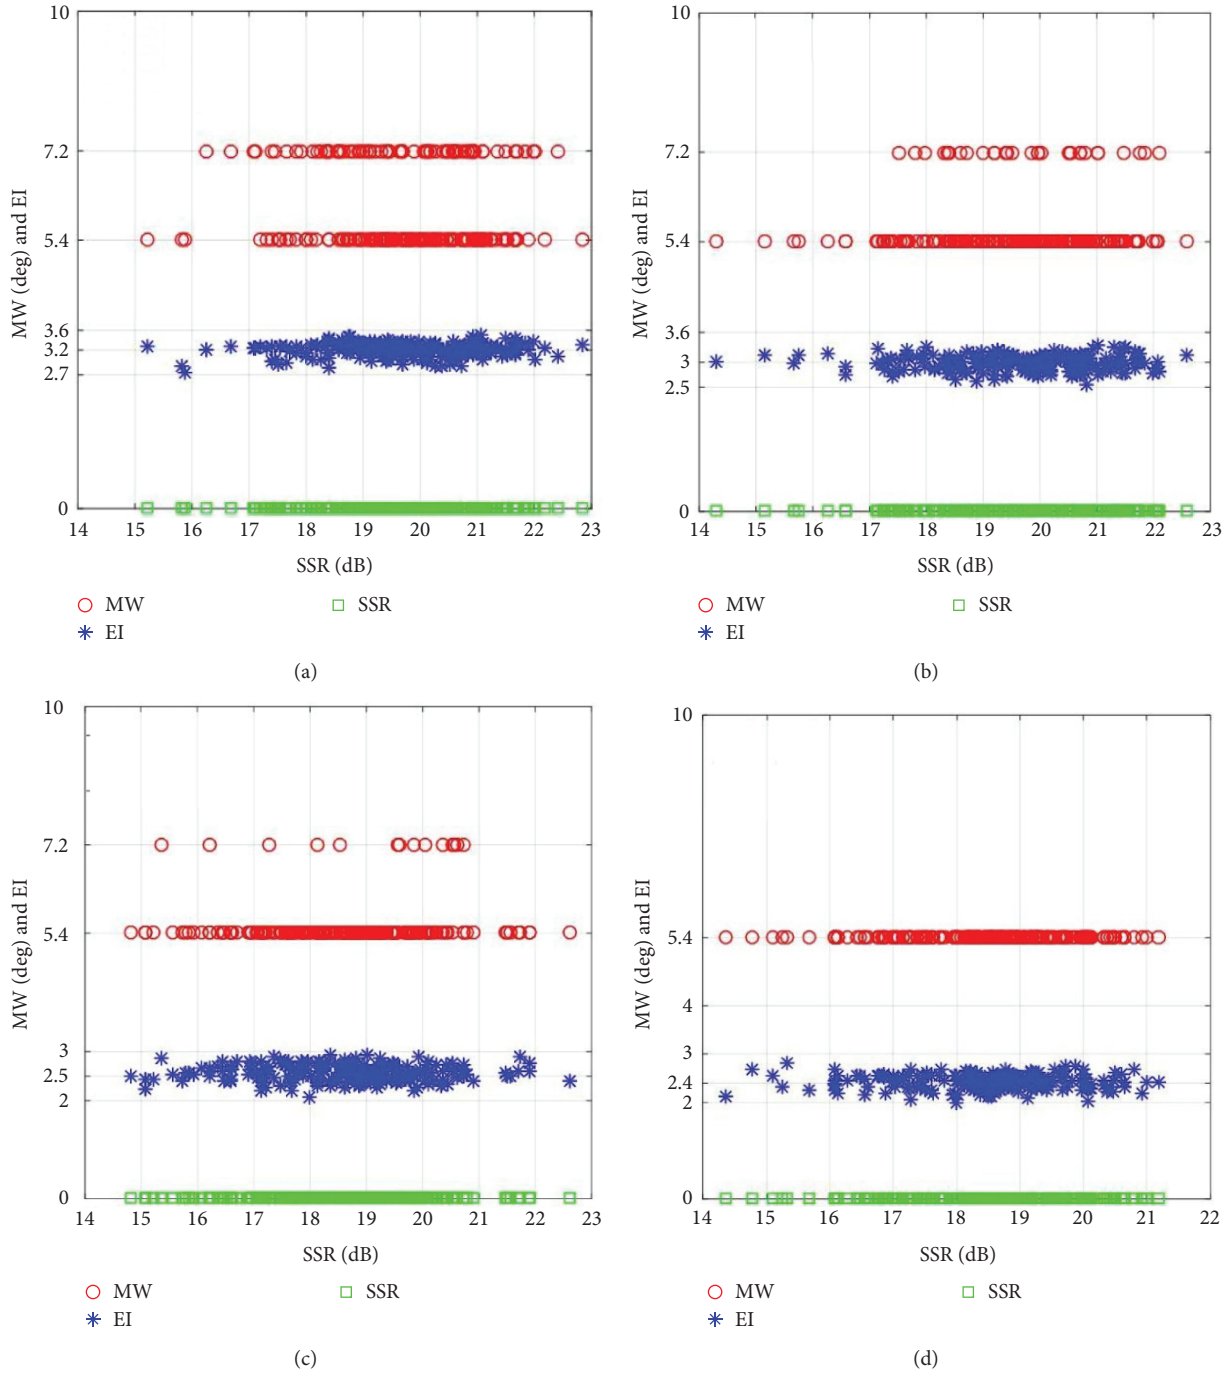 10
7.2
5.4
3.6
3.2
2.7
0
MW (deg) and EI
14 15 16 17 18 19 20 21 22 23
SSR (dB)
MW
SSR
EI
(a)
10
7.2
5.4
3.6
3
2.5
0
MW (deg) and EI
14 15 16 17 18 19 20 21 22 23
SSR (dB)
MW
SSR
EI
(b)
10
7.2
5.4
3
2.5
2
0
MW (deg) and EI
14 15 16 17 18 19 20 21 22 23
SSR (dB)
MW
SSR
EI
(c)
10
5.4
4
3
2.4
2
0
MW (deg) and EI
14 15 16 17 18 19 20 21 22
SSR (dB)
MW
SSR
EI
(d)